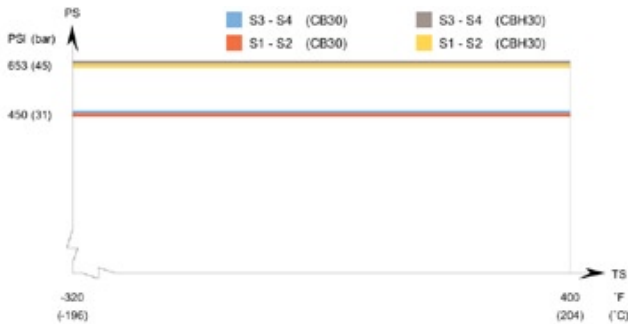 PS
PSI (bar)
S3 - S4 (CB30)
S3 - S4 (CBH30)
S1 - S2 (CB30)
S1 - S2 (CBH30)
653 (45)
450 (31)
TS
-320
400
°F
(-196)
(204)
(°C)